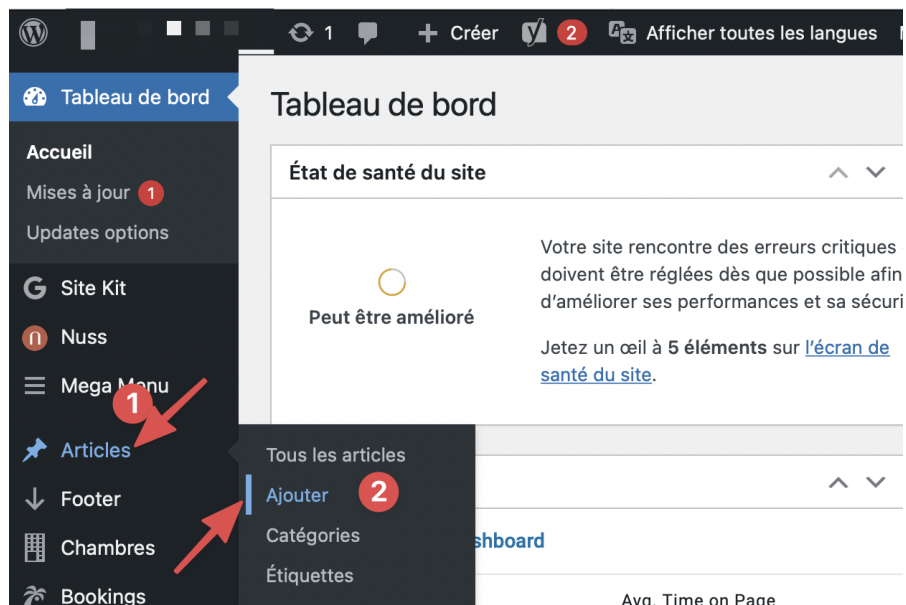 1 Créer 2 Afficher toutes les langues
Tableau de bord
Accueil
Mises à jour 1
Updates options
Site Kit
Nuss
Mega Menu
1
Articles
Footer
Chambres
Bookings
Tous les articles
Ajouter 2
Catégories
Étiquettes
Tableau de bord
État de santé du site
Peut être amélioré
Votre site rencontre des erreurs critiques
doivent être réglées dès que possible afin
d'améliorer ses performances et sa sécuri
Jetez un œil à 5 éléments sur l'écran de
santé du site.
shboard
Avg. Time on Page